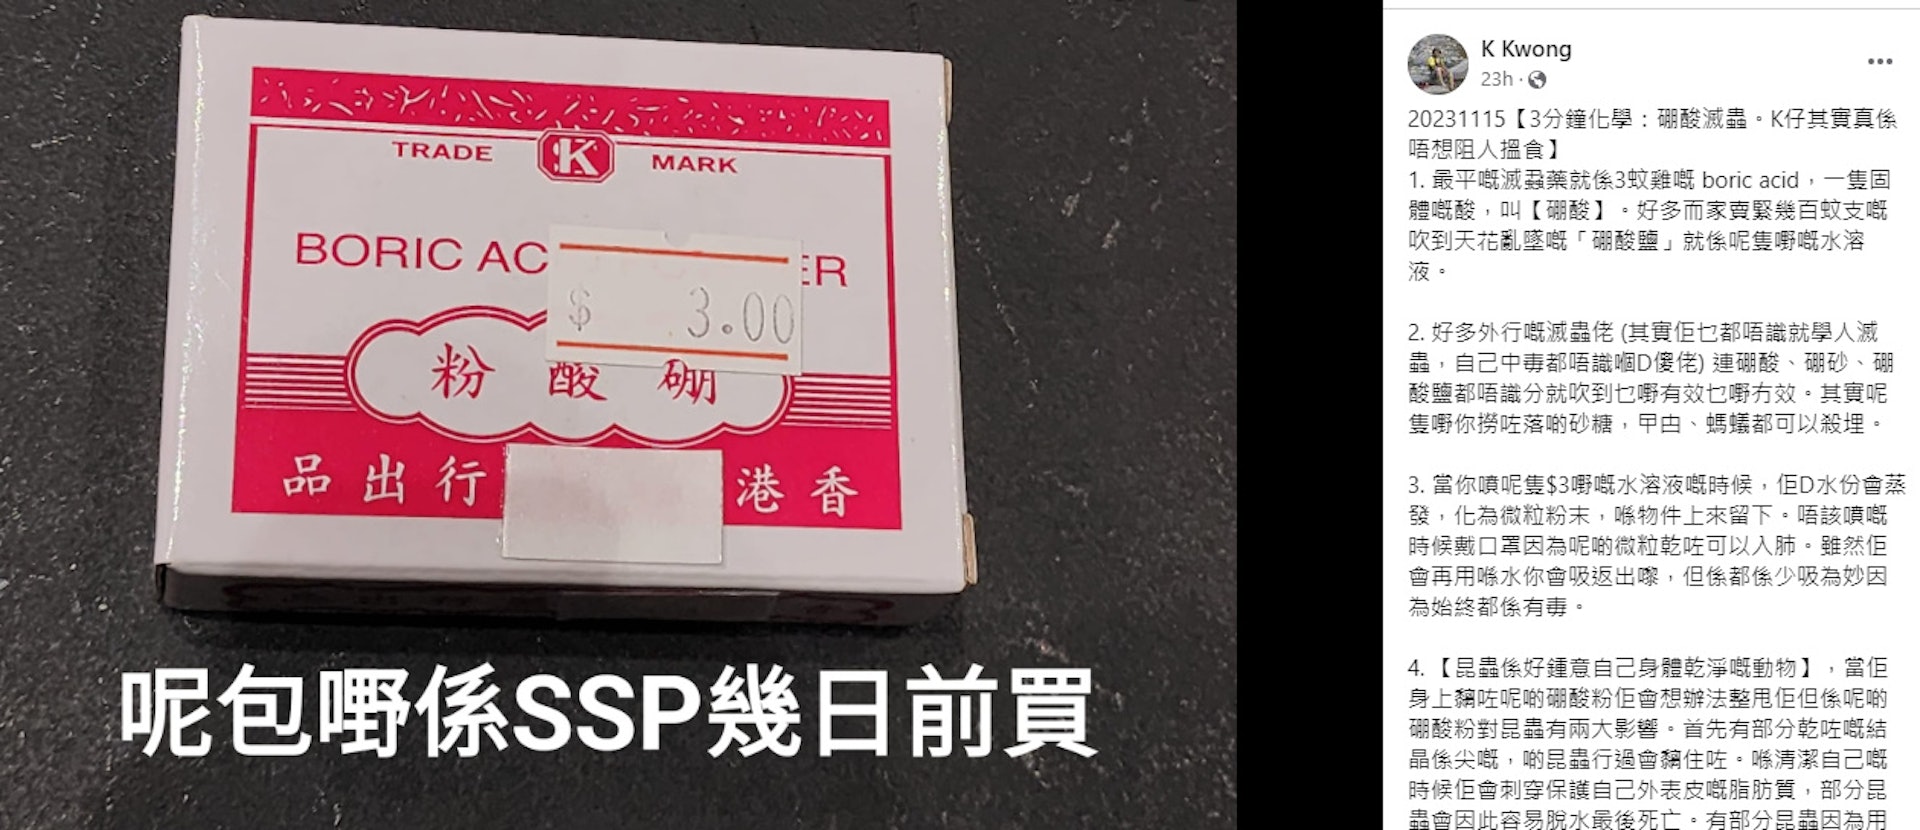 TRADE K MARK
BORIC AC ER
$ 3.00
粉 酸 硼
品 出 行 港 香
呢包嘢係SSP幾日前買
K Kwong
23h
20231115【3分鐘化學：硼酸滅蟲。K仔其實真係
唔想阻人搵食】
1. 最平嘅滅蝨藥就係3蚊雞嘅 boric acid，一隻固
體嘅酸，叫【硼酸】。好多而家賣緊幾百蚊支嘅
吹到天花亂墜嘅「硼酸鹽」就係呢隻嘢嘅水溶
液。
2. 好多外行嘅滅蟲佬 (其實佢乜都唔識就學人滅
蟲，自己中毒都唔識嗰D傻佬) 連硼酸、硼砂、硼
酸鹽都唔識分就吹到乜嘢有效乜嘢冇效。其實呢
隻嘢你撈咗落啲砂糖，曱甴、螞蟻都可以殺埋。
3. 當你噴呢隻$3嘢嘅水溶液嘅時候，佢D水份會蒸
發，化為微粒粉末，喺物件上來留下。唔該噴嘅
時候戴口罩因為呢啲微粒乾咗可以入肺。雖然佢
會再用喺水你會吸返出嚟，但係都係少吸為妙因
為始終都係有毒。
4. 【昆蟲係好鍾意自己身體乾淨嘅動物】，當佢
身上黐咗呢啲硼酸粉佢會想辦法整甩佢但係呢啲
硼酸粉對昆蟲有兩大影響。首先有部分乾咗嘅結
晶係尖嘅，啲昆蟲行過會黐住咗。喺清潔自己嘅
時候佢會刺穿保護自己外表皮嘅脂肪質，部分昆
蟲會因此容易脫水最後死亡。有部分昆蟲因為用